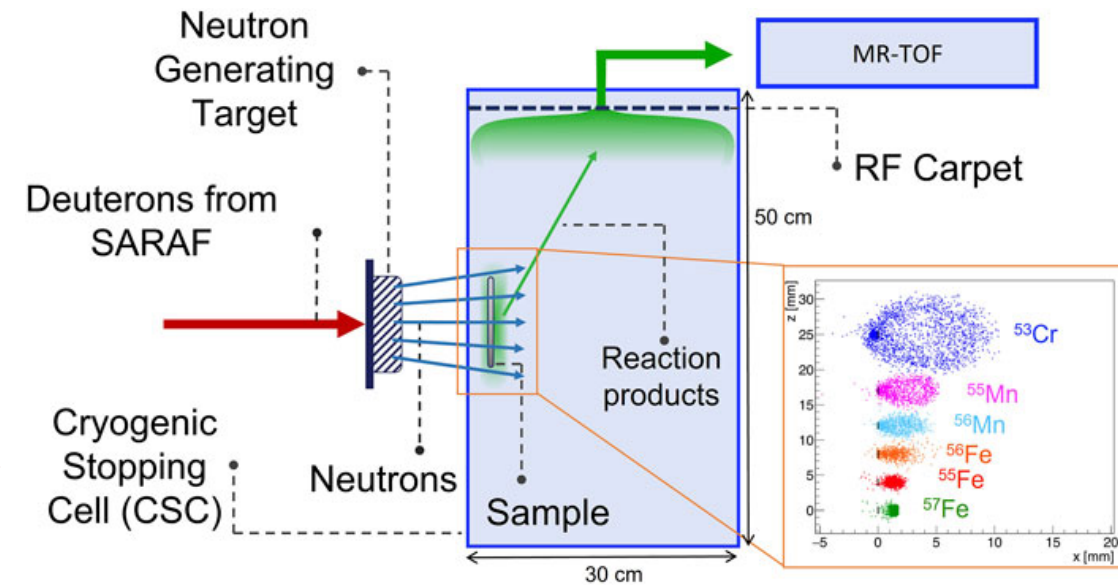 Neutron
Generating
Target
MR-TOF
RF Carpet
Deuterons from
SARAF
50 cm
Reaction
products
Cryogenic
Stopping
Cell (CSC)
Neutrons
Sample
30 cm
z [mm]
30
25
20
15
10
5
0
⁵³Cr
⁵⁵Mn
⁵⁶Mn
⁵⁶Fe
⁵⁵Fe
⁵⁷Fe
−5 0 5 10 15 20
x [mm]